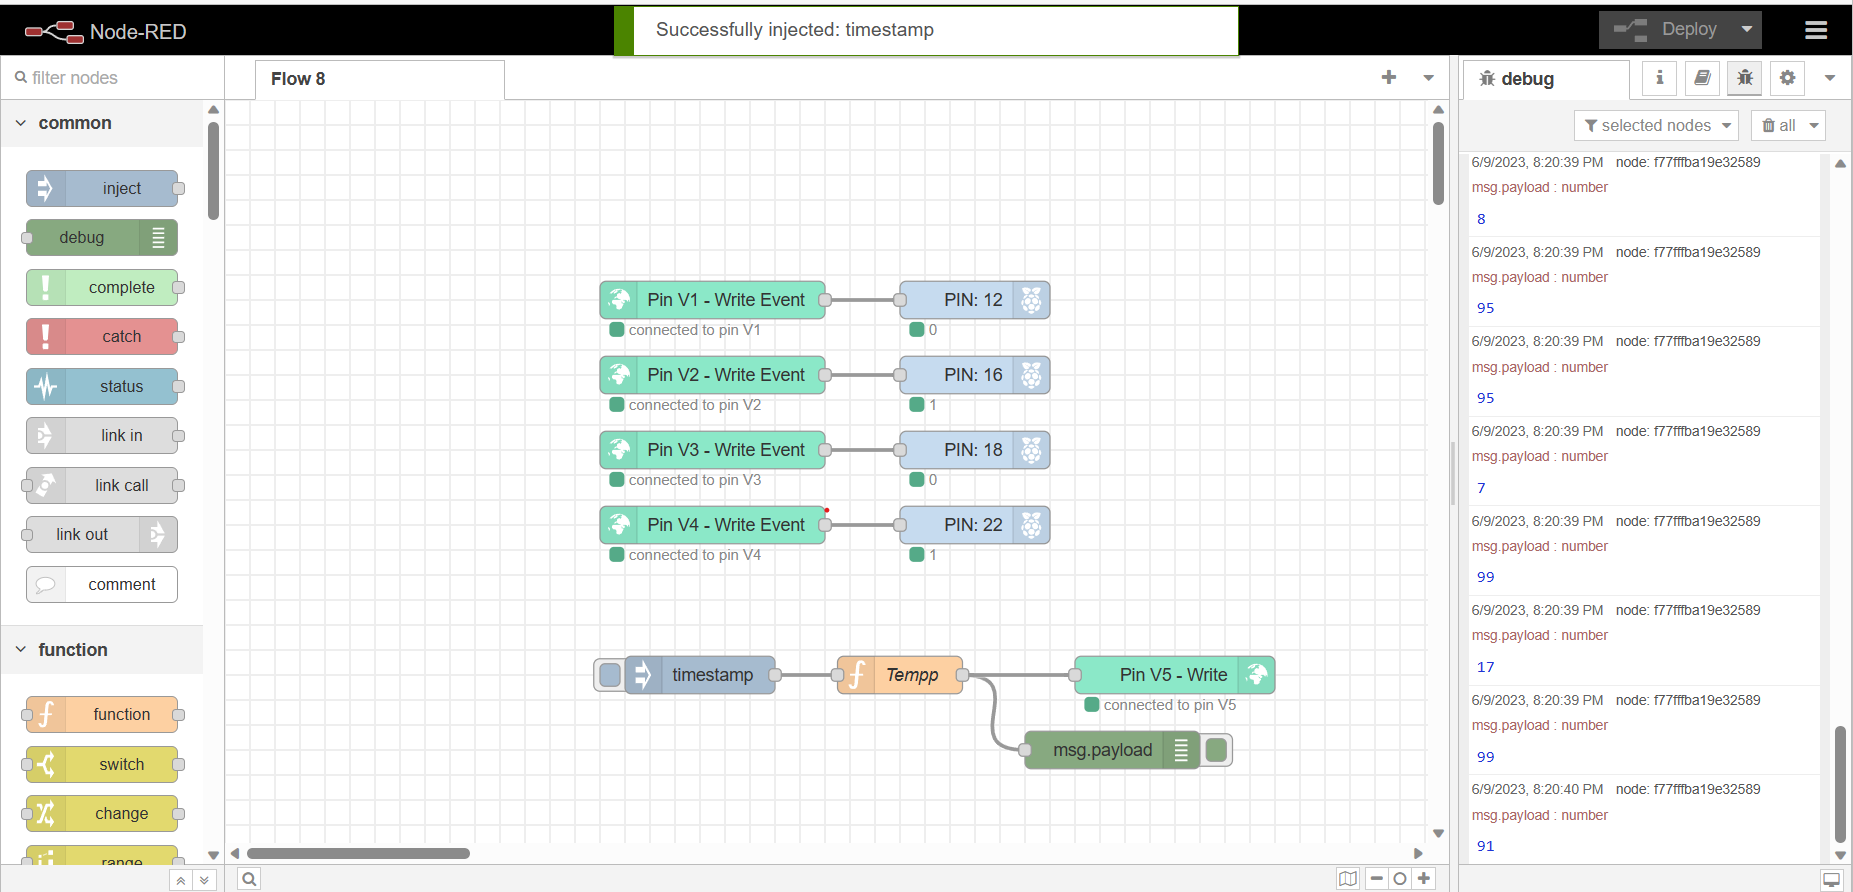 Node-RED
Successfully injected: timestamp
Deploy
filter nodes
Flow 8
debug
selected nodes
all
common
inject
debug
complete
catch
status
link in
link call
link out
comment
function
function
switch
change
range
Pin V1 - Write Event
connected to pin V1
PIN: 12
0
Pin V2 - Write Event
connected to pin V2
PIN: 16
1
Pin V3 - Write Event
connected to pin V3
PIN: 18
0
Pin V4 - Write Event
connected to pin V4
PIN: 22
1
timestamp
Tempp
Pin V5 - Write
connected to pin V5
msg.payload
6/9/2023, 8:20:39 PM node: f77fffba19e32589
msg.payload : number
8
6/9/2023, 8:20:39 PM node: f77fffba19e32589
msg.payload : number
95
6/9/2023, 8:20:39 PM node: f77fffba19e32589
msg.payload : number
95
6/9/2023, 8:20:39 PM node: f77fffba19e32589
msg.payload : number
7
6/9/2023, 8:20:39 PM node: f77fffba19e32589
msg.payload : number
99
6/9/2023, 8:20:39 PM node: f77fffba19e32589
msg.payload : number
17
6/9/2023, 8:20:39 PM node: f77fffba19e32589
msg.payload : number
99
6/9/2023, 8:20:40 PM node: f77fffba19e32589
msg.payload : number
91